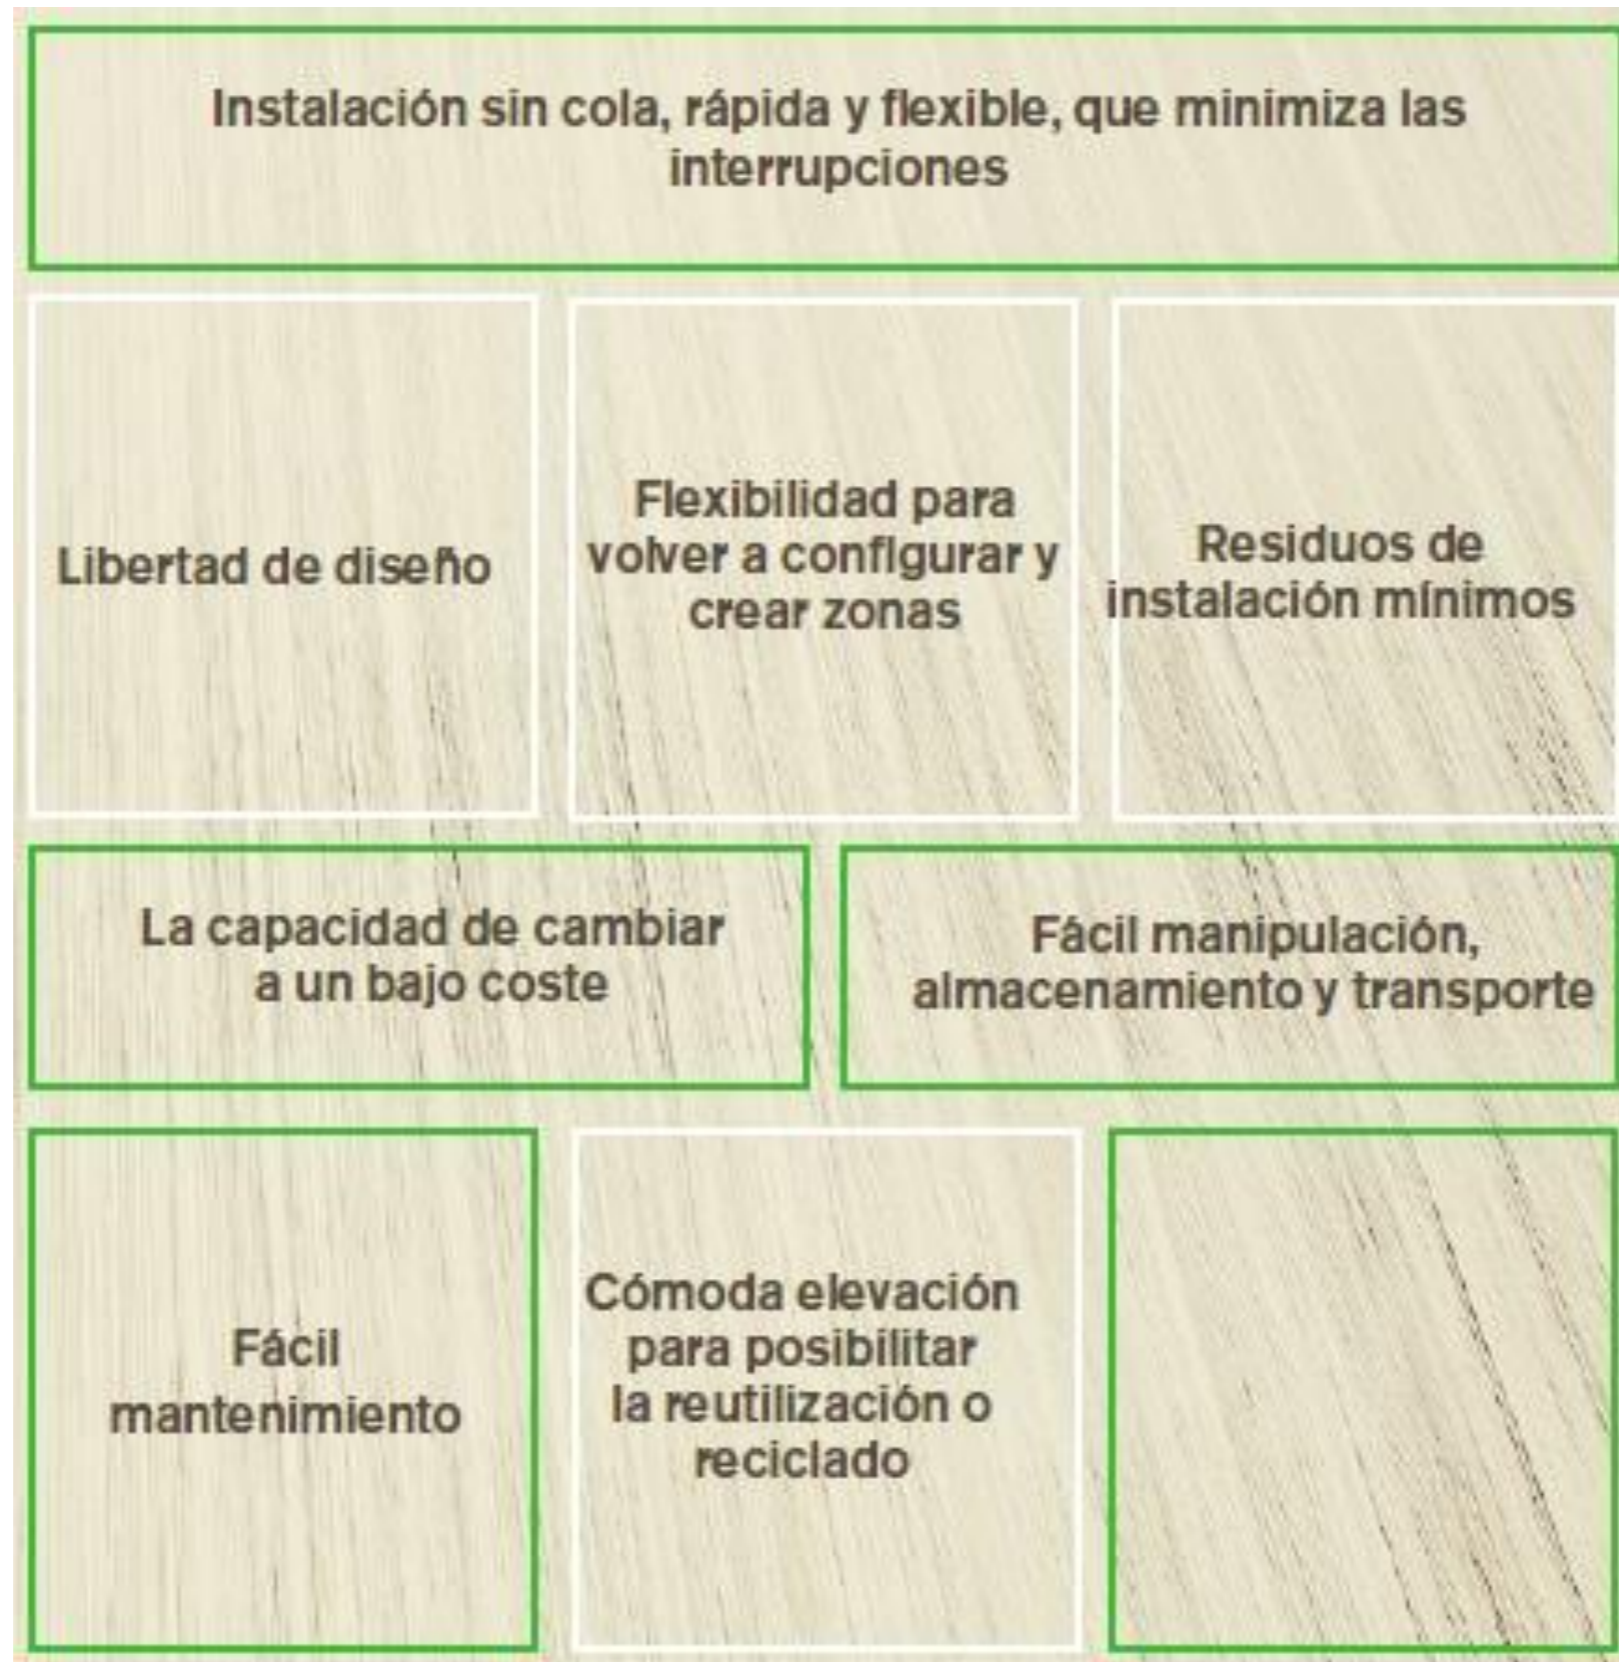 Instalación sin cola, rápida y flexible, que minimiza las
interrupciones
Libertad de diseño
Flexibilidad para
volver a configurar y
crear zonas
Residuos de
instalación mínimos
La capacidad de cambiar
a un bajo coste
Fácil manipulación,
almacenamiento y transporte
Fácil
mantenimiento
Cómoda elevación
para posibilitar
la reutilización o
reciclado